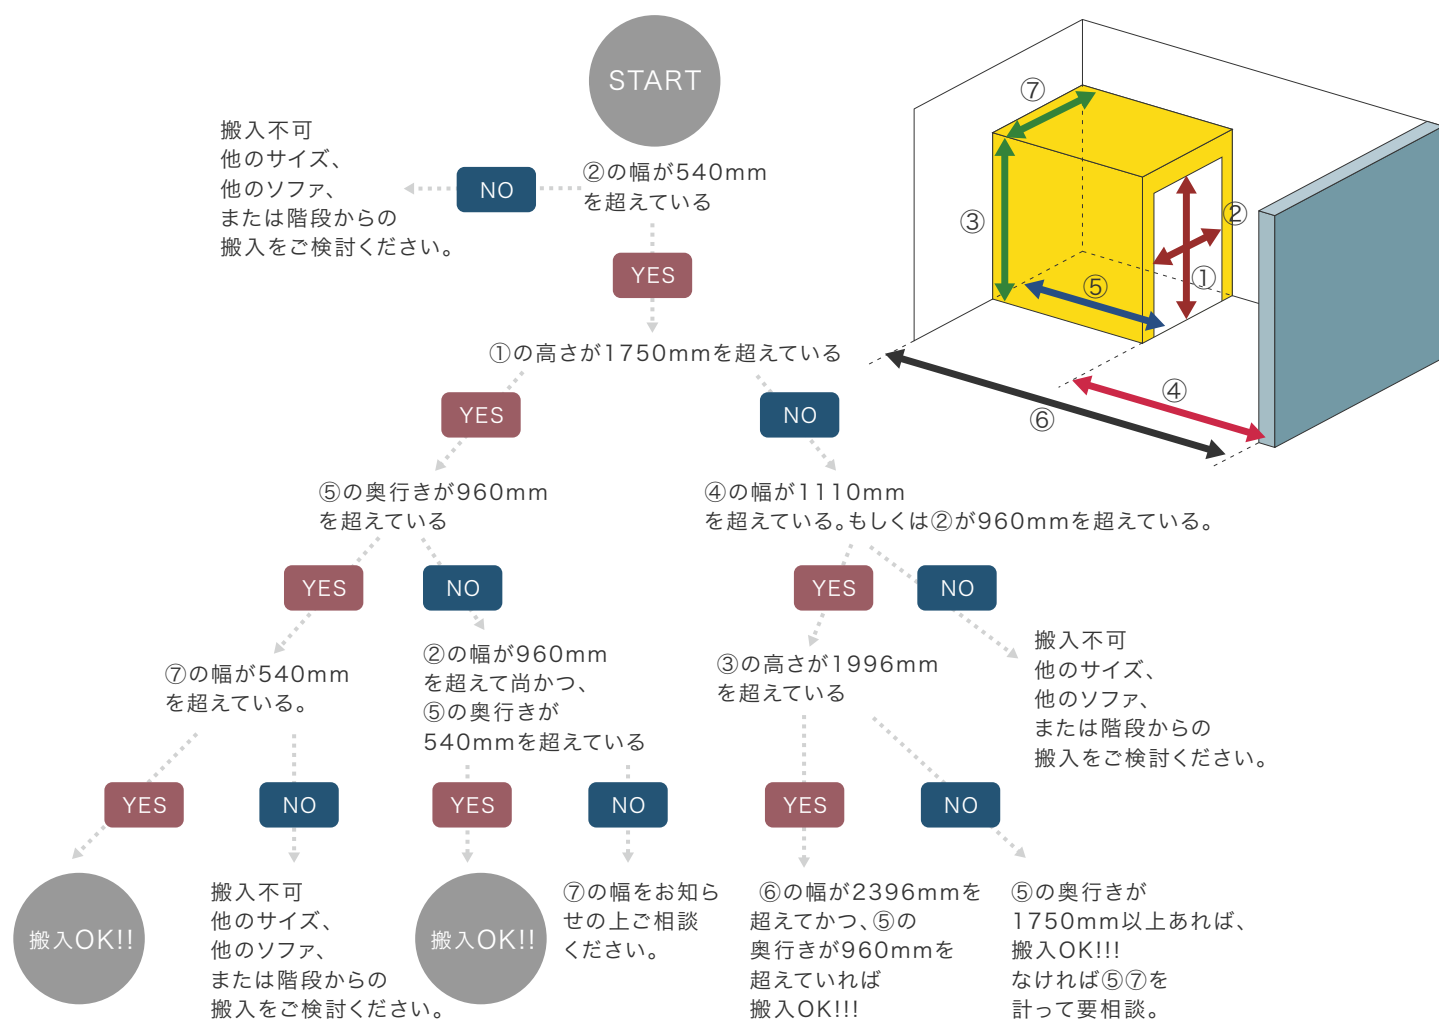 START
②の幅が540mm
を超えている
NO
搬入不可
他のサイズ、
他のソファ、
または階段からの
搬入をご検討ください。
YES
①の高さが1750mmを超えている
YES
NO
⑤の奥行きが960mm
を超えている
④の幅が1110mm
を超えている。もしくは②が960mmを超えている。
YES
NO
YES
NO
⑦の幅が540mm
を超えている。
②の幅が960mm
を超えて尚かつ、
⑤の奥行きが
540mmを超えている
③の高さが1996mm
を超えている
搬入不可
他のサイズ、
他のソファ、
または階段からの
搬入をご検討ください。
YES
NO
YES
NO
YES
NO
搬入OK!!
搬入不可
他のサイズ、
他のソファ、
または階段からの
搬入をご検討ください。
搬入OK!!
⑦の幅をお知ら
せの上ご相談
ください。
⑥の幅が2396mmを
超えてかつ、⑤の
奥行きが960mmを
超えていれば
搬入OK!!!
⑤の奥行きが
1750mm以上あれば、
搬入OK!!!
なければ⑤⑦を
計って要相談。
⑦
③
②
①
⑤
④
⑥